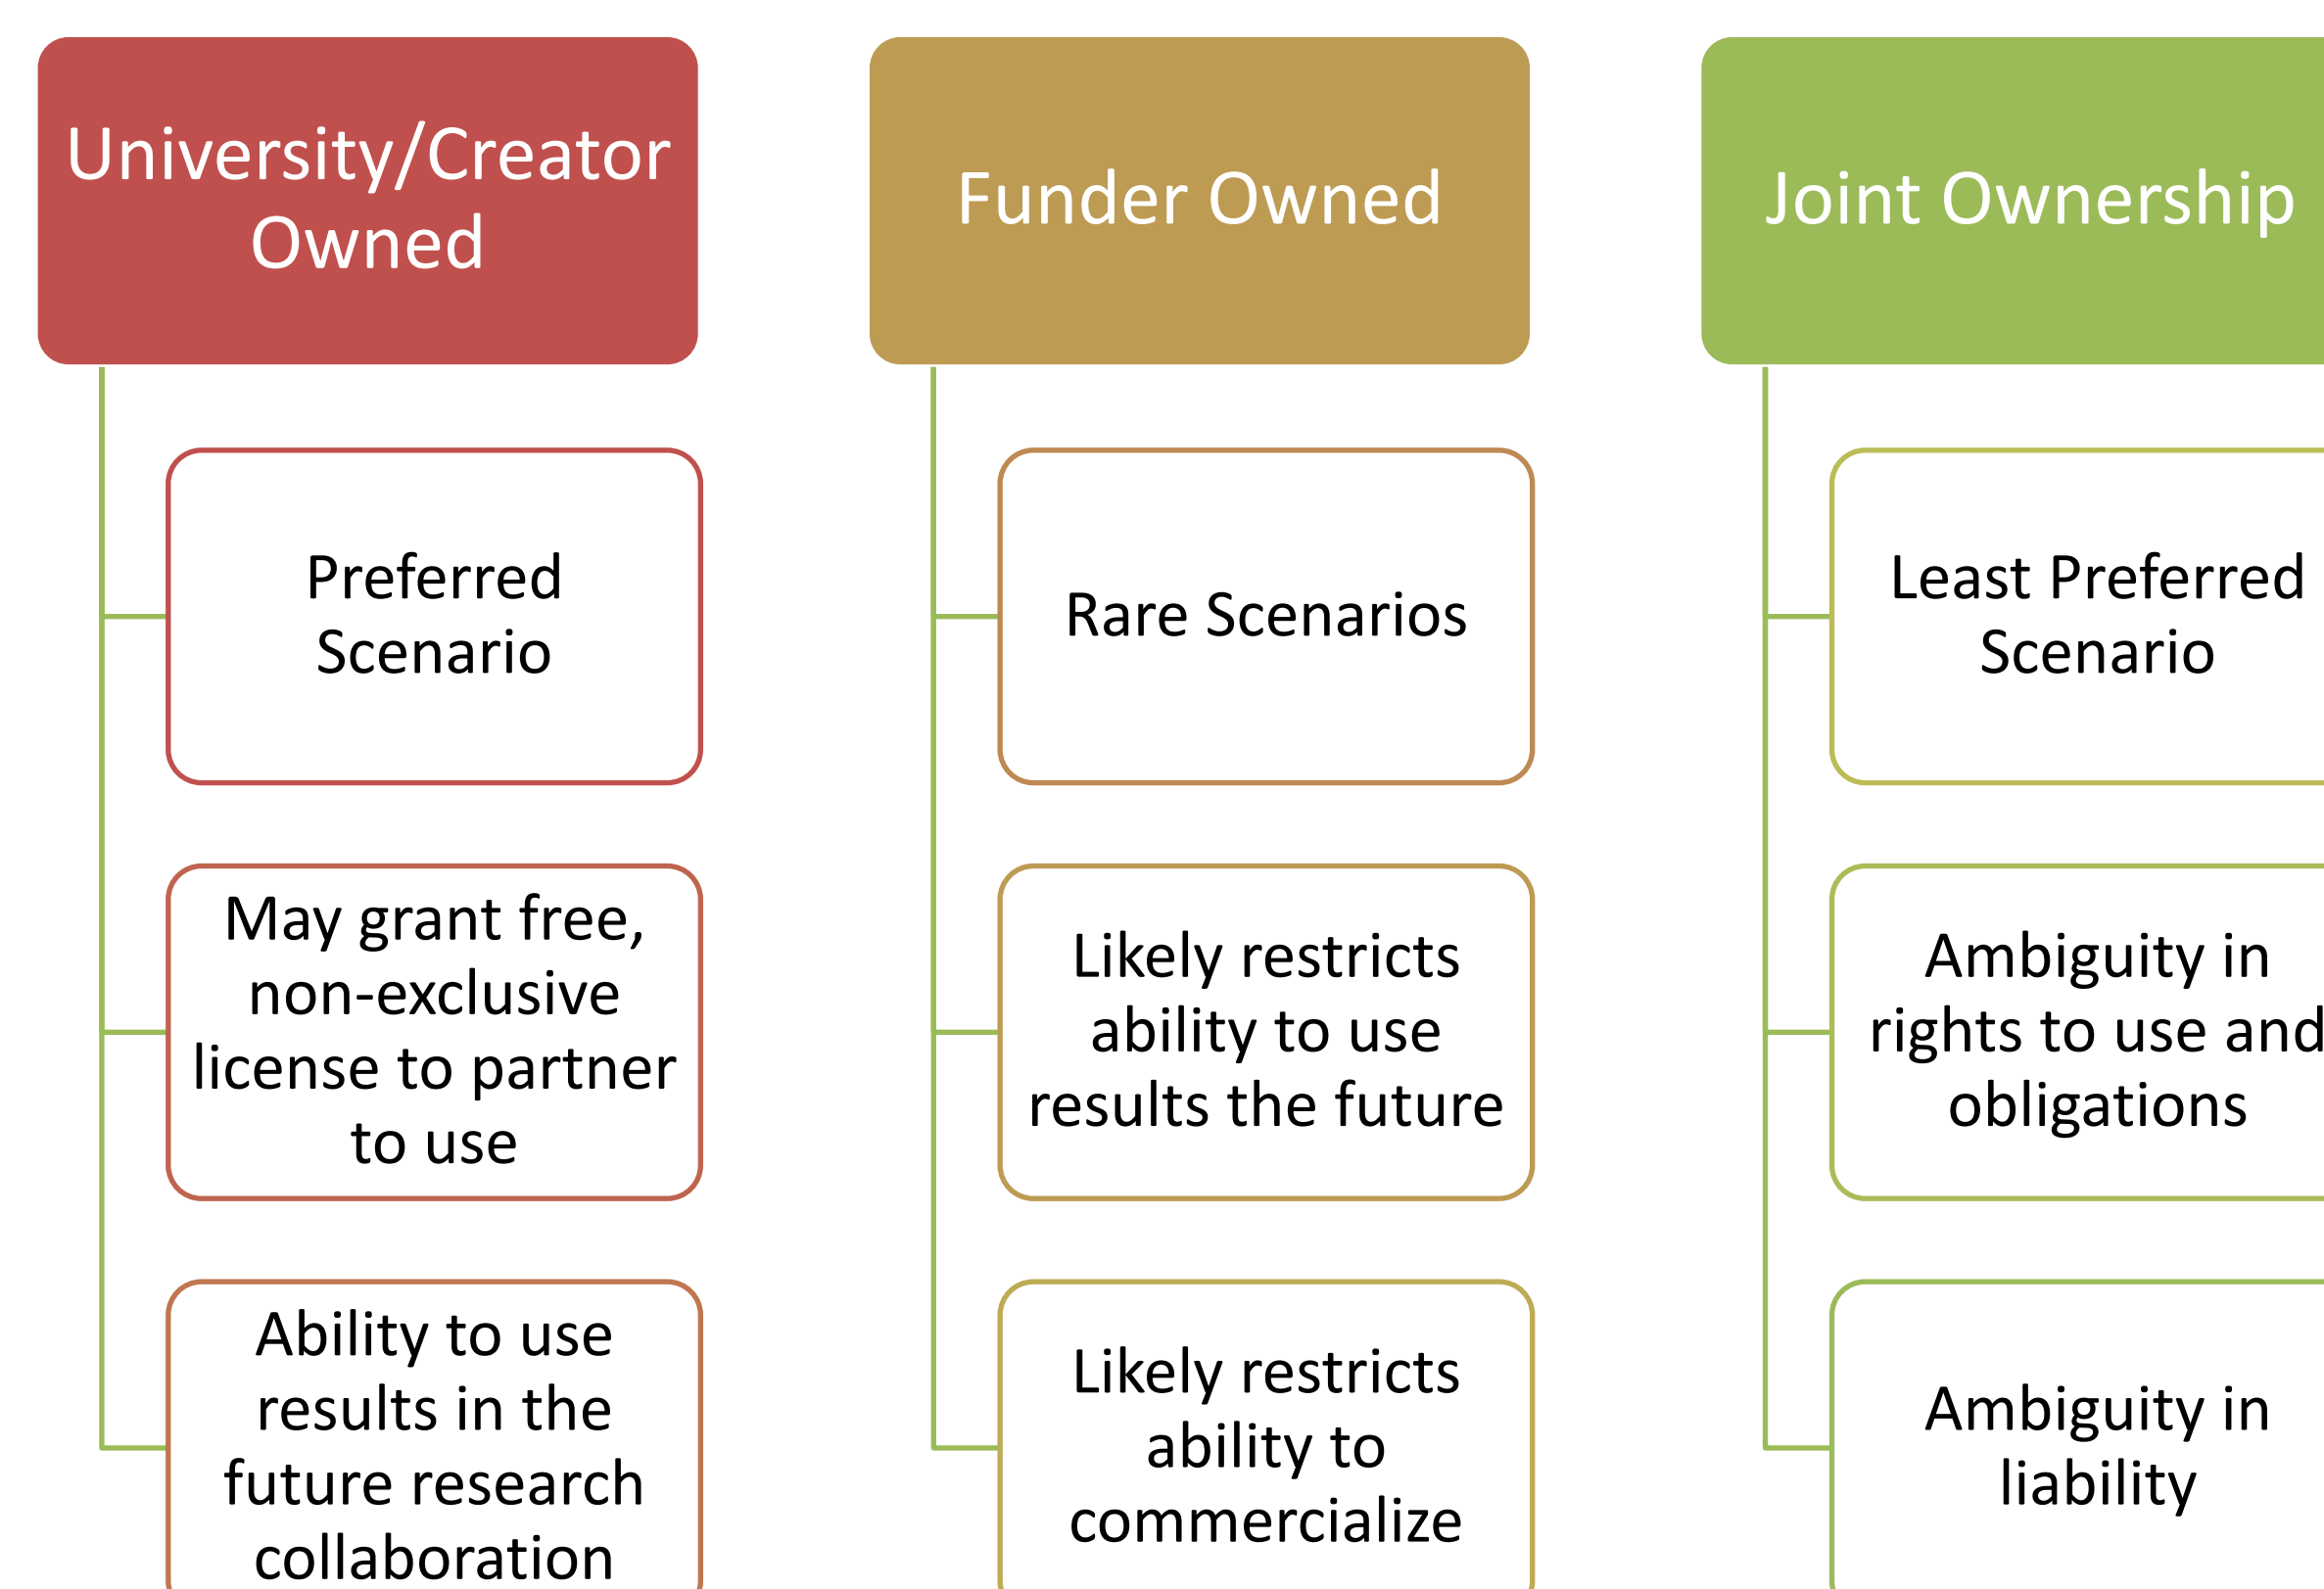 University/Creator
Owned
Preferred
Scenario
May grant free,
non-exclusive
license to partner
to use
Ability to use
results in the
future research
collaboration
Funder Owned
Rare Scenarios
Likely restricts
ability to use
results the future
Likely restricts
ability to
commercialize
Joint Ownership
Least Preferred
Scenario
Ambiguity in
rights to use and
obligations
Ambiguity in
liability